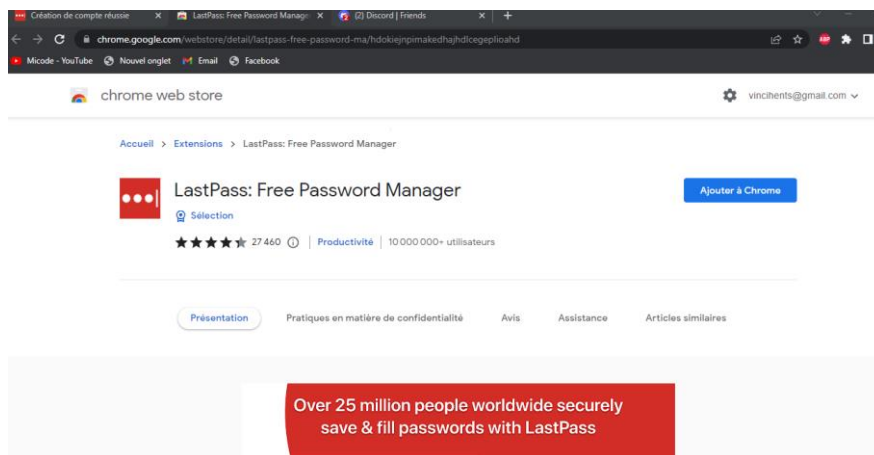 Création de compte réussie
LastPass: Free Password Manage
(2) Discord | Friends
chrome.google.com/webstore/detail/lastpass-free-password-ma/hdokiejnpimakedhajhdlcegeplioahd
ABP
Micode - YouTube
Nouvel onglet
Email
Facebook
chrome web store
vincihents@gmail.com
Accueil > Extensions > LastPass: Free Password Manager
LastPass: Free Password Manager
Ajouter à Chrome
Sélection
27 460 | Productivité | 10 000 000+ utilisateurs
Présentation
Pratiques en matière de confidentialité
Avis
Assistance
Articles similaires
Over 25 million people worldwide securely
save & fill passwords with LastPass